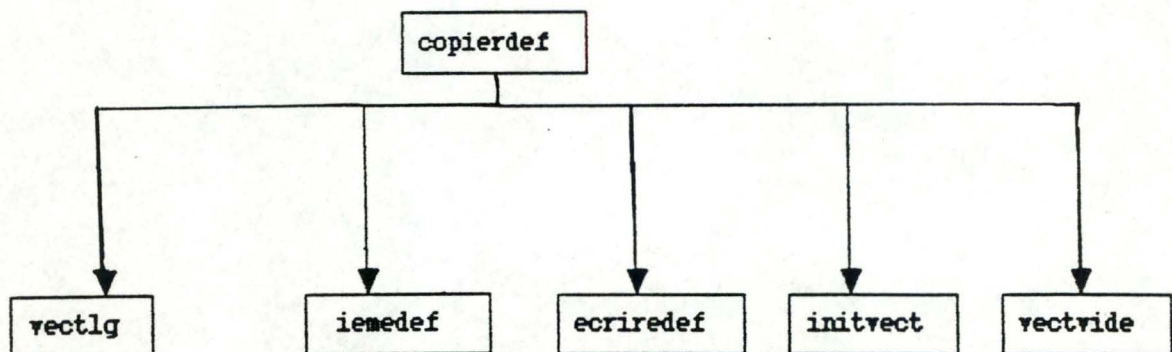 copierdef
vectlg
iemedef
ecriredef
initvect
vectvide